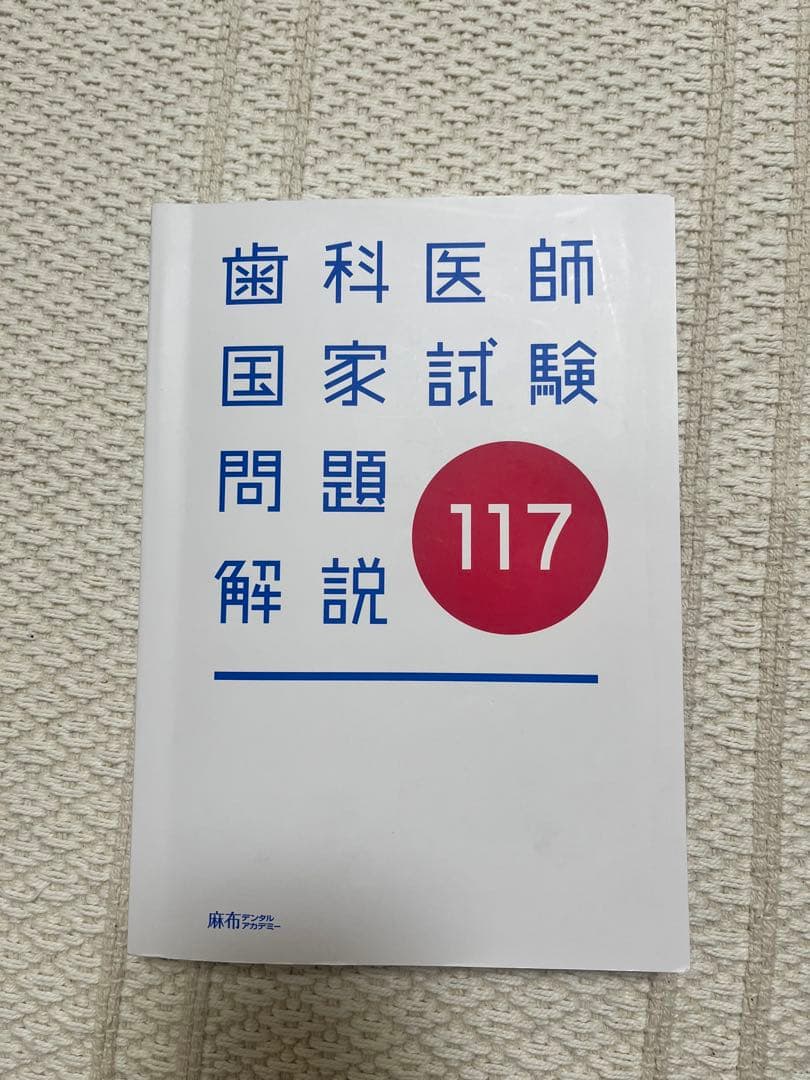 歯科医師
国家試験
問題
解説
117
麻布デンタル
アカデミー